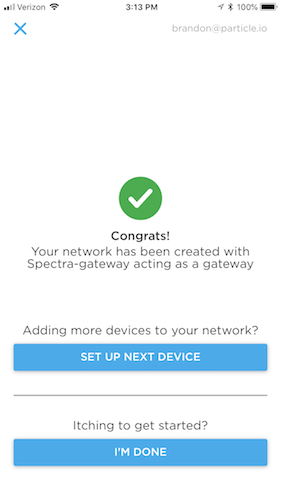 Verizon 3:13 PM 100%
brandon@particle.io
Congrats!
Your network has been created with
Spectra-gateway acting as a gateway
Adding more devices to your network?
SET UP NEXT DEVICE
Itching to get started?
I'M DONE